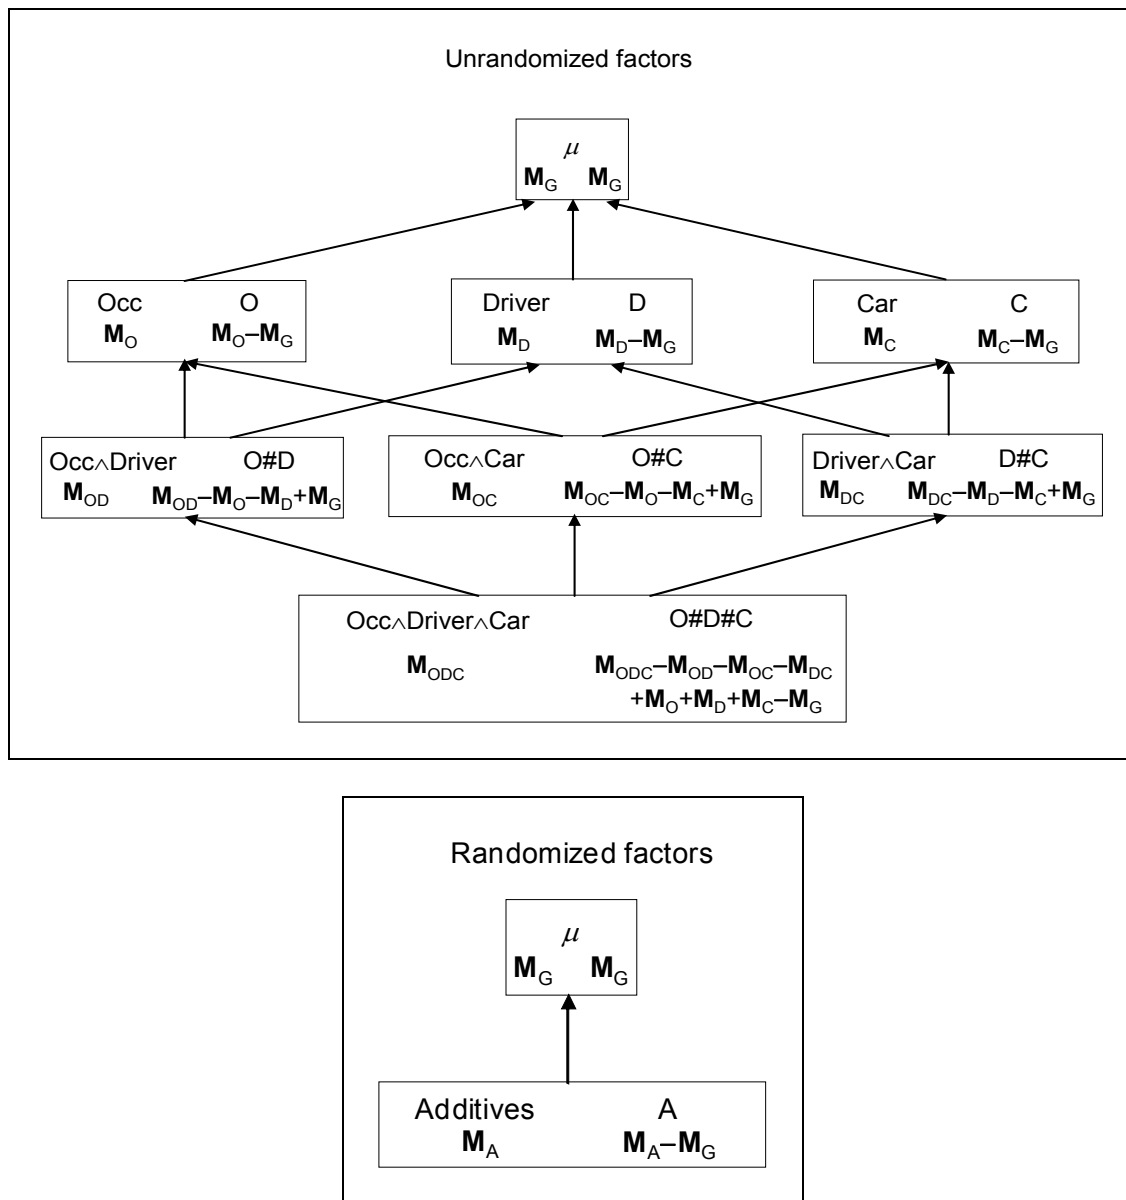 Unrandomized factors
μ
M_G M_G
Occ O
M_O M_O–M_G
Driver D
M_D M_D–M_G
Car C
M_C M_C–M_G
Occ∧Driver O#D
M_OD M_OD–M_O–M_D+M_G
Occ∧Car O#C
M_OC M_OC–M_O–M_C+M_G
Driver∧Car D#C
M_DC M_DC–M_D–M_C+M_G
Occ∧Driver∧Car O#D#C
M_ODC M_ODC–M_OD–M_OC–M_DC
+M_O+M_D+M_C–M_G
Randomized factors
μ
M_G M_G
Additives A
M_A M_A–M_G